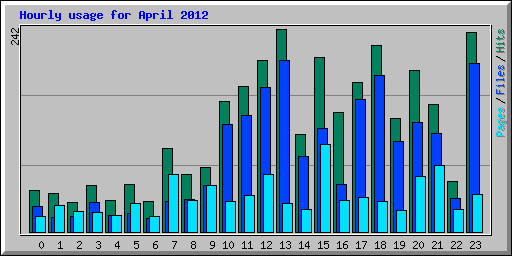 Hourly usage for April 2012
242
Pages/Files/Hits
0 1 2 3 4 5 6 7 8 9 10 11 12 13 14 15 16 17 18 19 20 21 22 23